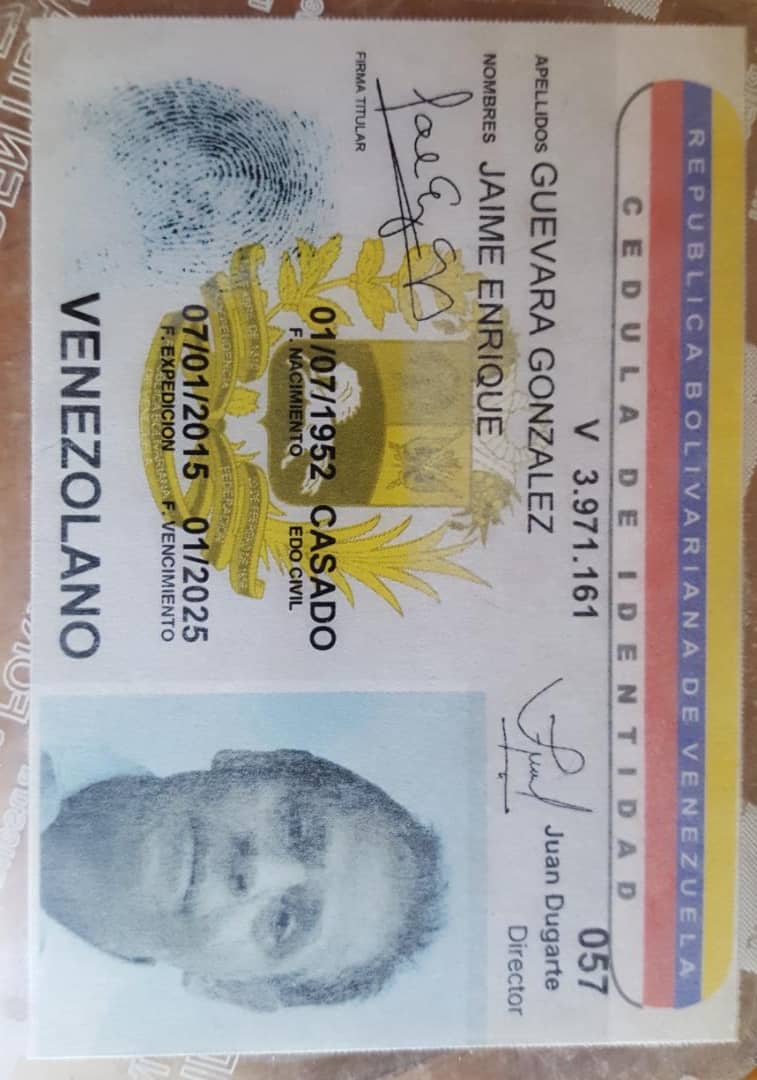 REPUBLICA BOLIVARIANA DE VENEZUELA
CEDULA DE IDENTIDAD
V 3.971.161
057
APELLIDOS GUEVARA GONZALEZ
NOMBRES JAIME ENRIQUE
Juan Dugarte
Director
FIRMA TITULAR
01/07/1952 CASADO
F. NACIMIENTO EDO CIVIL
07/01/2015 01/2025
F. EXPEDICION F. VENCIMIENTO
VENEZOLANO